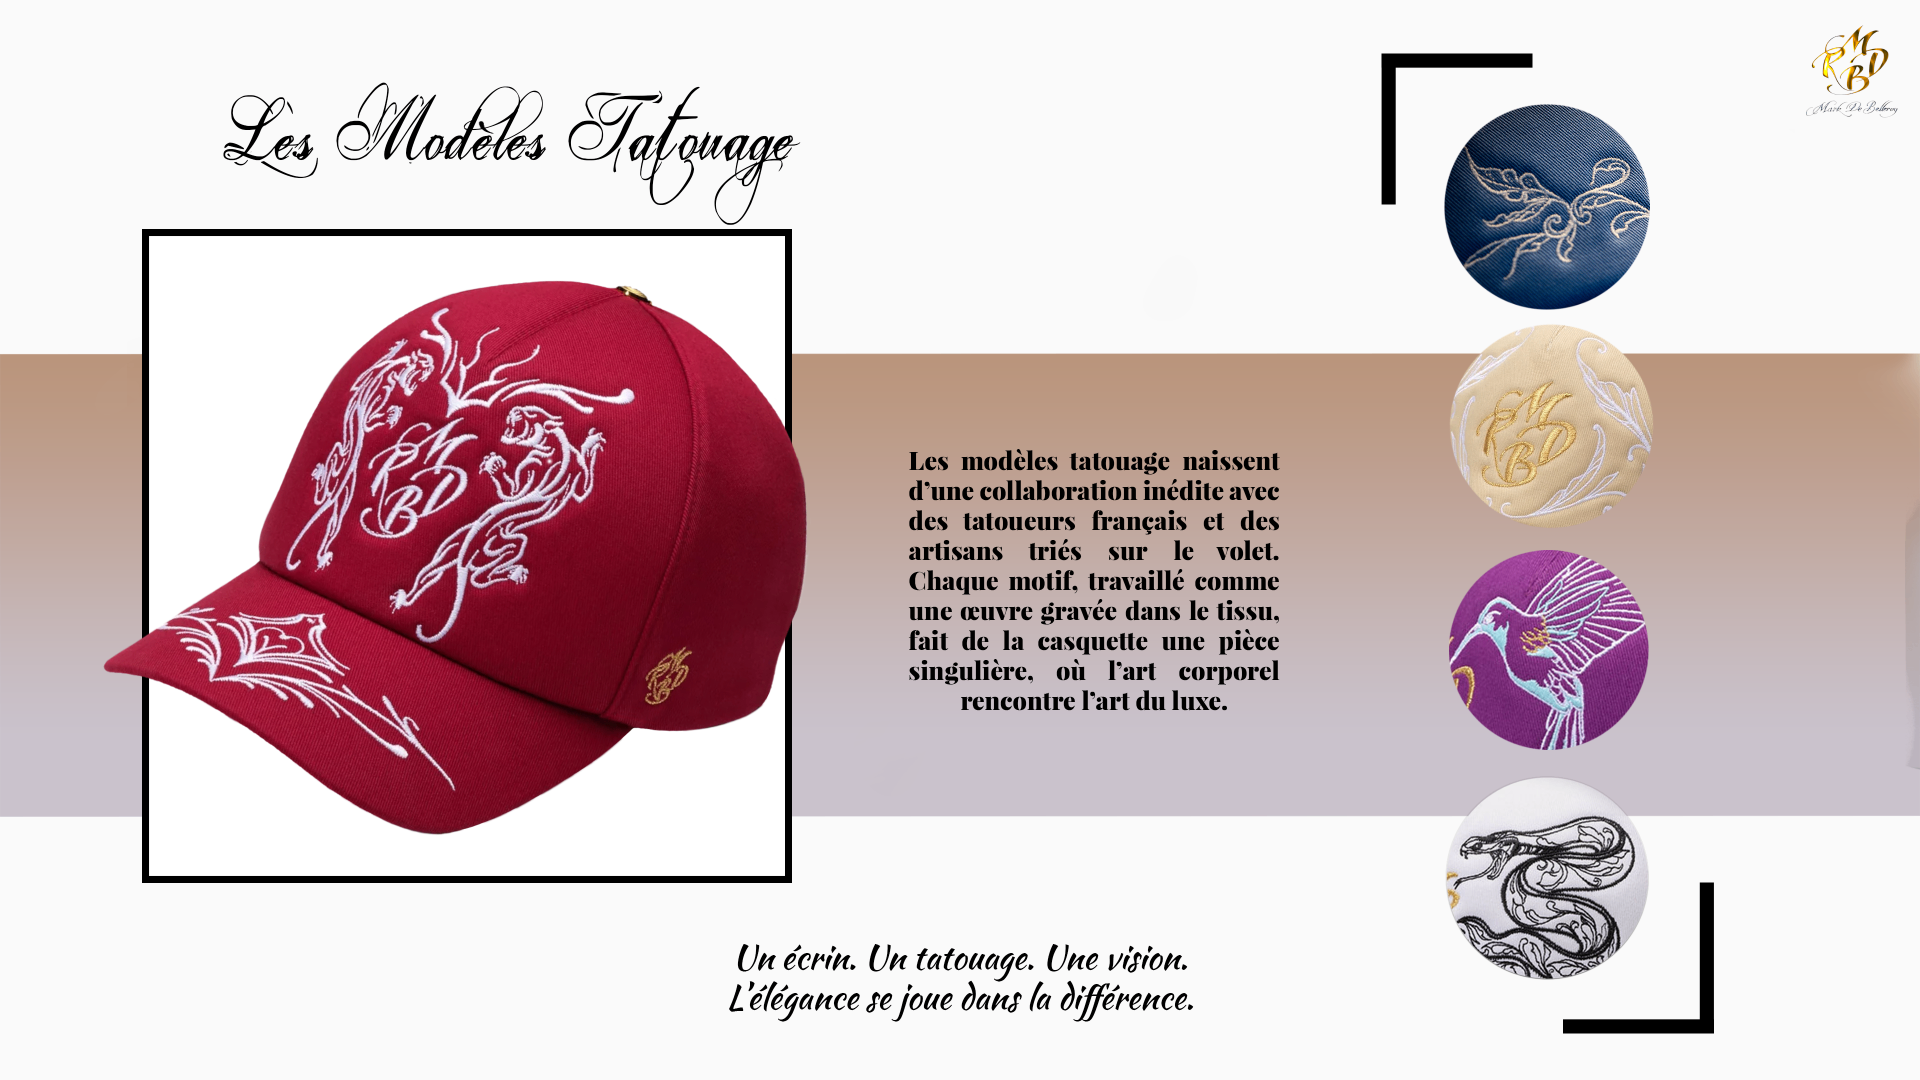 Les Modèles Tatouage
Les modèles tatouage naissent
d’une collaboration inédite avec
des tatoueurs français et des
artisans triés sur le volet.
Chaque motif, travaillé comme
une œuvre gravée dans le tissu,
fait de la casquette une pièce
singulière, où l’art corporel
rencontre l’art du luxe.
Un écrin. Un tatouage. Une vision.
L'élégance se joue dans la différence.